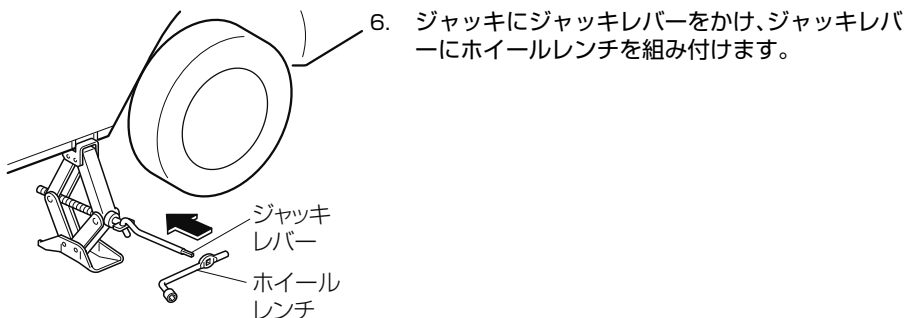 6. ジャッキにジャッキレバーをかけ、ジャッキレバ
ーにホイールレンチを組み付けます。
ジャッキ
レバー
ホイール
レンチ